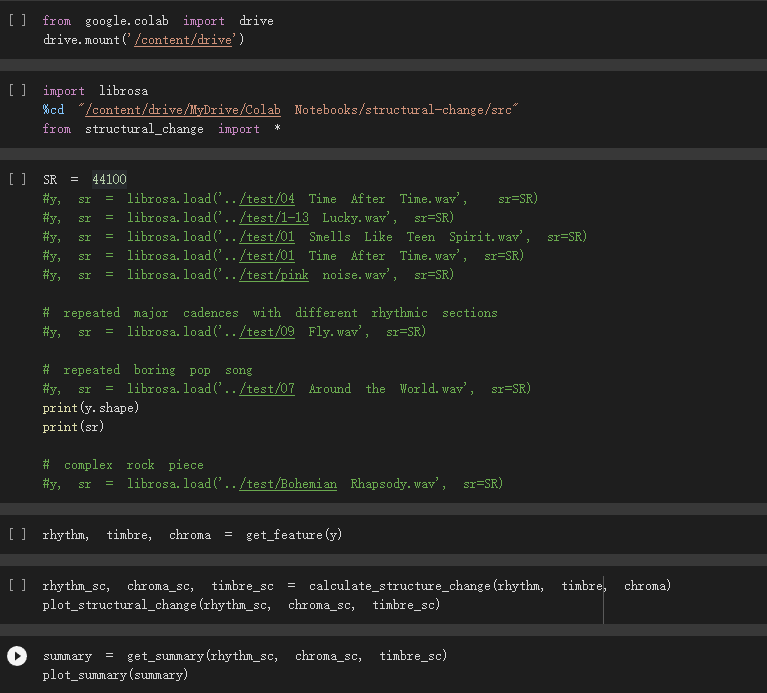 [ ] from google.colab import drive
drive.mount('/content/drive')
[ ] import librosa
%cd "/content/drive/MyDrive/Colab Notebooks/structural-change/src"
from structural_change import *
[ ] SR = 44100
#y, sr = librosa.load('../test/04 Time After Time.wav', sr=SR)
#y, sr = librosa.load('../test/1-13 Lucky.wav', sr=SR)
#y, sr = librosa.load('../test/01 Smells Like Teen Spirit.wav', sr=SR)
#y, sr = librosa.load('../test/01 Time After Time.wav', sr=SR)
#y, sr = librosa.load('../test/pink noise.wav', sr=SR)
# repeated major cadences with different rhythmic sections
#y, sr = librosa.load('../test/09 Fly.wav', sr=SR)
# repeated boring pop song
#y, sr = librosa.load('../test/07 Around the World.wav', sr=SR)
print(y.shape)
print(sr)
# complex rock piece
#y, sr = librosa.load('../test/Bohemian Rhapsody.wav', sr=SR)
[ ] rhythm, timbre, chroma = get_feature(y)
[ ] rhythm_sc, chroma_sc, timbre_sc = calculate_structure_change(rhythm, timbre, chroma)
plot_structural_change(rhythm_sc, chroma_sc, timbre_sc)
summary = get_summary(rhythm_sc, chroma_sc, timbre_sc)
plot_summary(summary)